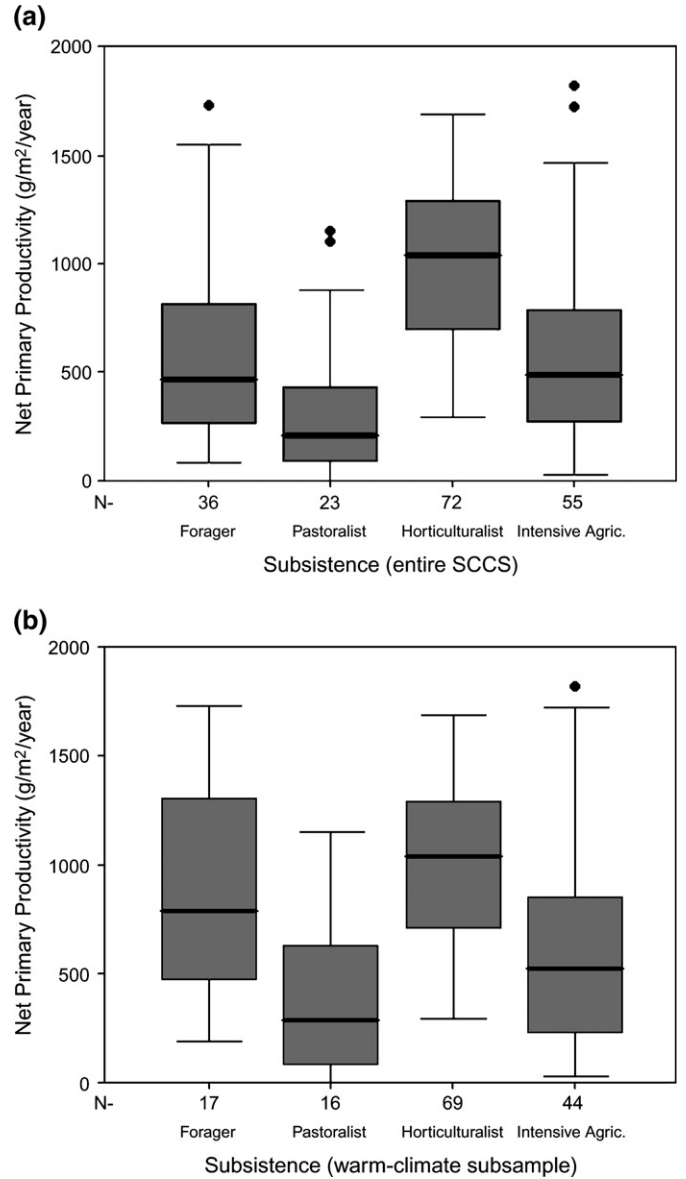 (a)
2000
1500
1000
500
0
Net Primary Productivity (g/m²/year)
N- 36 23 72 55
Forager Pastoralist Horticulturalist Intensive Agric.
Subsistence (entire SCCS)
(b)
2000
1500
1000
500
0
Net Primary Productivity (g/m²/year)
N- 17 16 69 44
Forager Pastoralist Horticulturalist Intensive Agric.
Subsistence (warm-climate subsample)